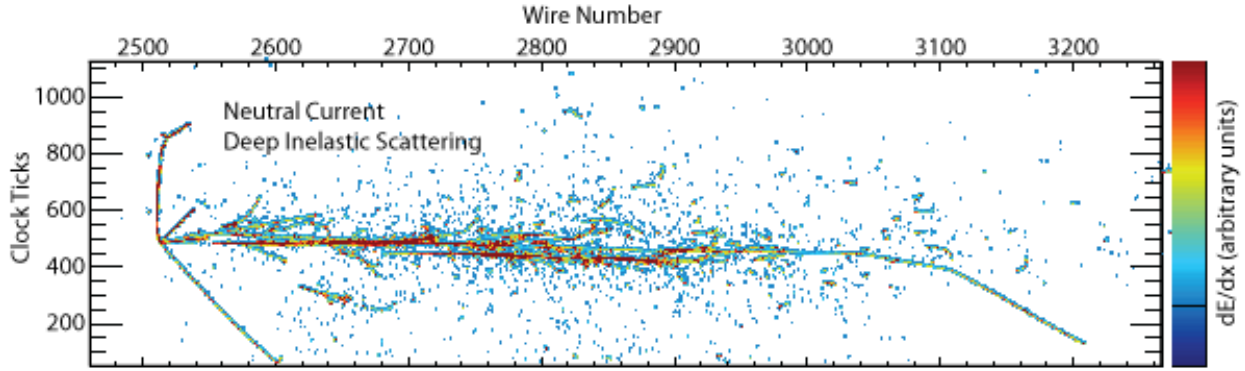 Wire Number
2500 2600 2700 2800 2900 3000 3100 3200
1000
800
600
400
200
Clock Ticks
Neutral Current
Deep Inelastic Scattering
dE/dx (arbitrary units)